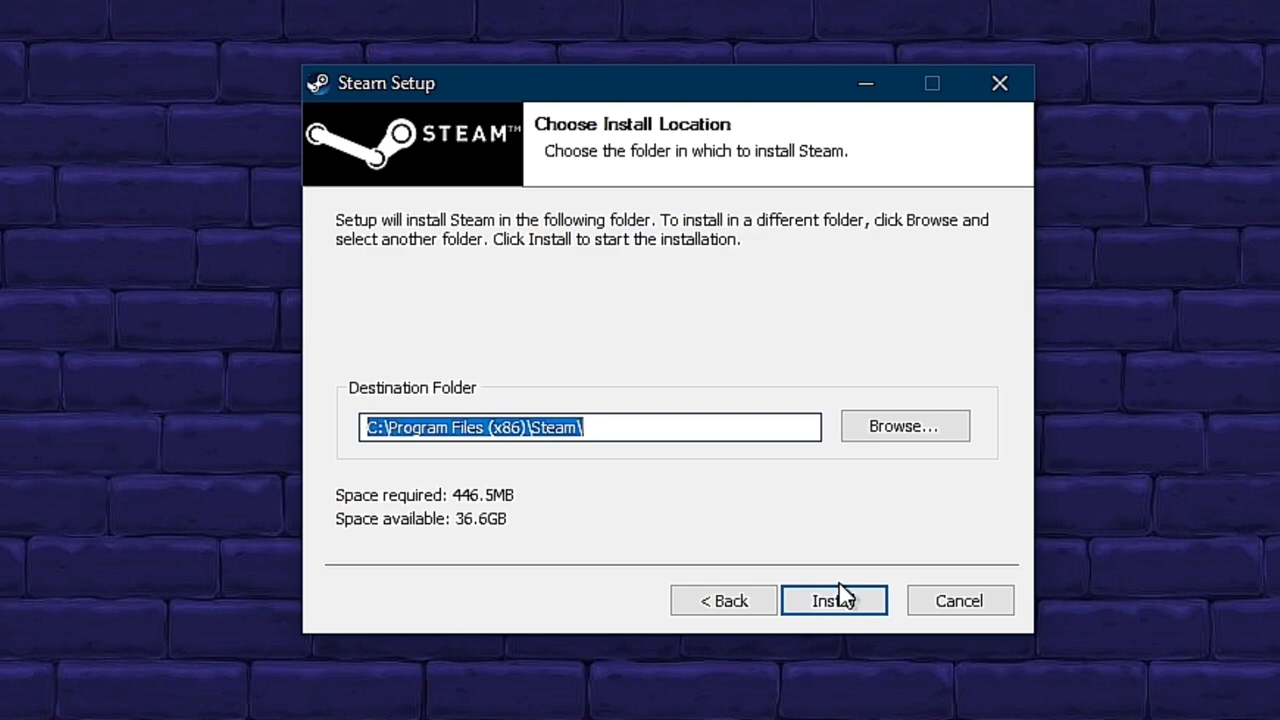 Steam Setup
STEAM™
Choose Install Location
Choose the folder in which to install Steam.
Setup will install Steam in the following folder. To install in a different folder, click Browse and
select another folder. Click Install to start the installation.
Destination Folder
C:\Program Files (x86)\Steam\
Browse...
Space required: 446.5MB
Space available: 36.6GB
< Back
Install
Cancel